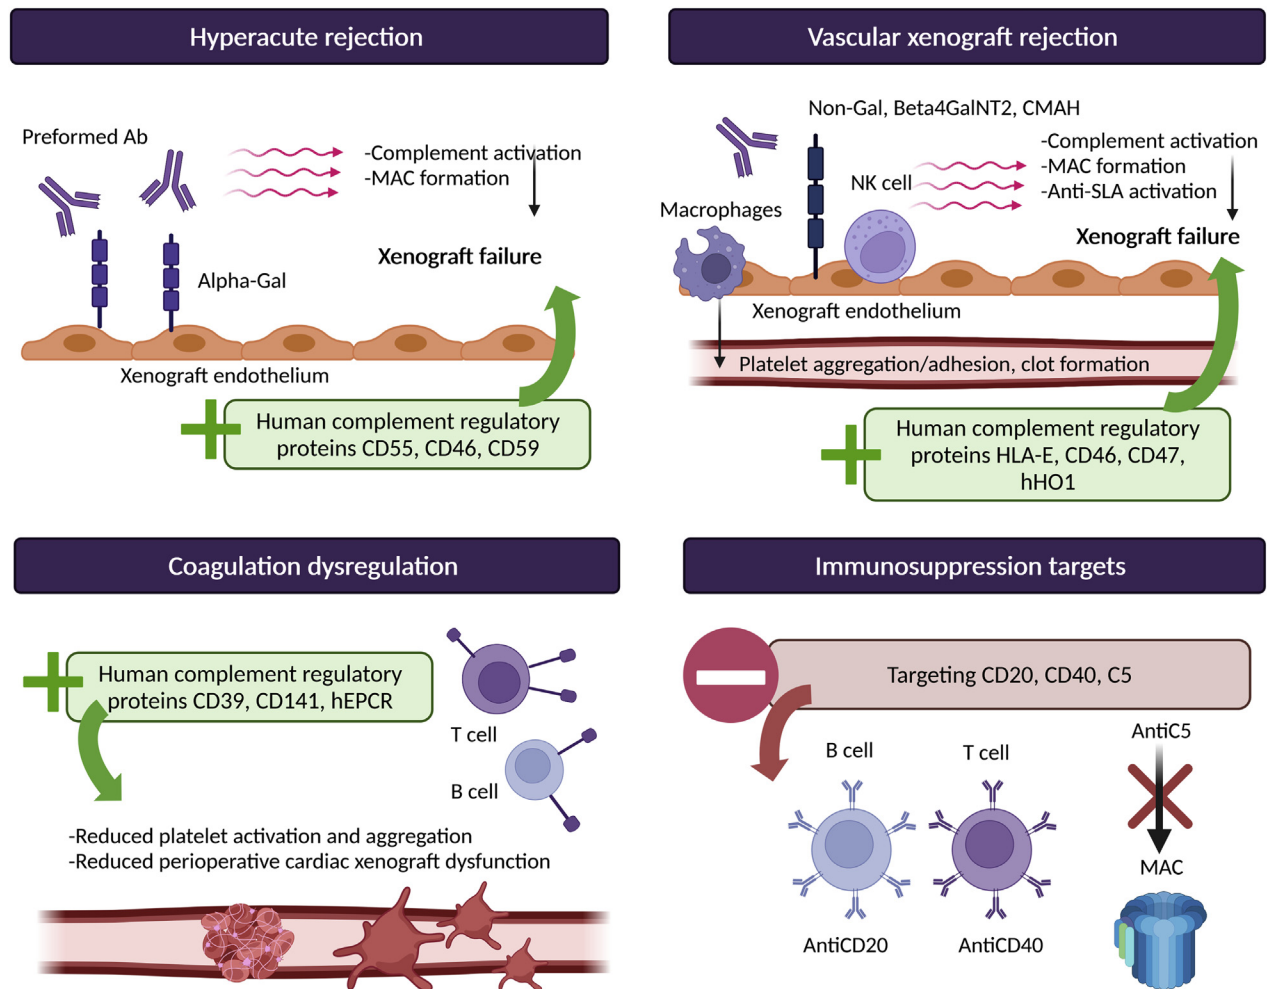 Hyperacute rejection
Preformed Ab
-Complement activation
-MAC formation
Xenograft failure
Alpha-Gal
Xenograft endothelium
Human complement regulatory
proteins CD55, CD46, CD59
Vascular xenograft rejection
Non-Gal, Beta4GalNT2, CMAH
-Complement activation
-MAC formation
-Anti-SLA activation
NK cell
Macrophages
Xenograft failure
Xenograft endothelium
Platelet aggregation/adhesion, clot formation
Human complement regulatory
proteins HLA-E, CD46, CD47,
hHO1
Coagulation dysregulation
Human complement regulatory
proteins CD39, CD141, hEPCR
T cell
B cell
-Reduced platelet activation and aggregation
-Reduced perioperative cardiac xenograft dysfunction
Immunosuppression targets
Targeting CD20, CD40, C5
B cell
T cell
AntiC5
MAC
AntiCD20
AntiCD40